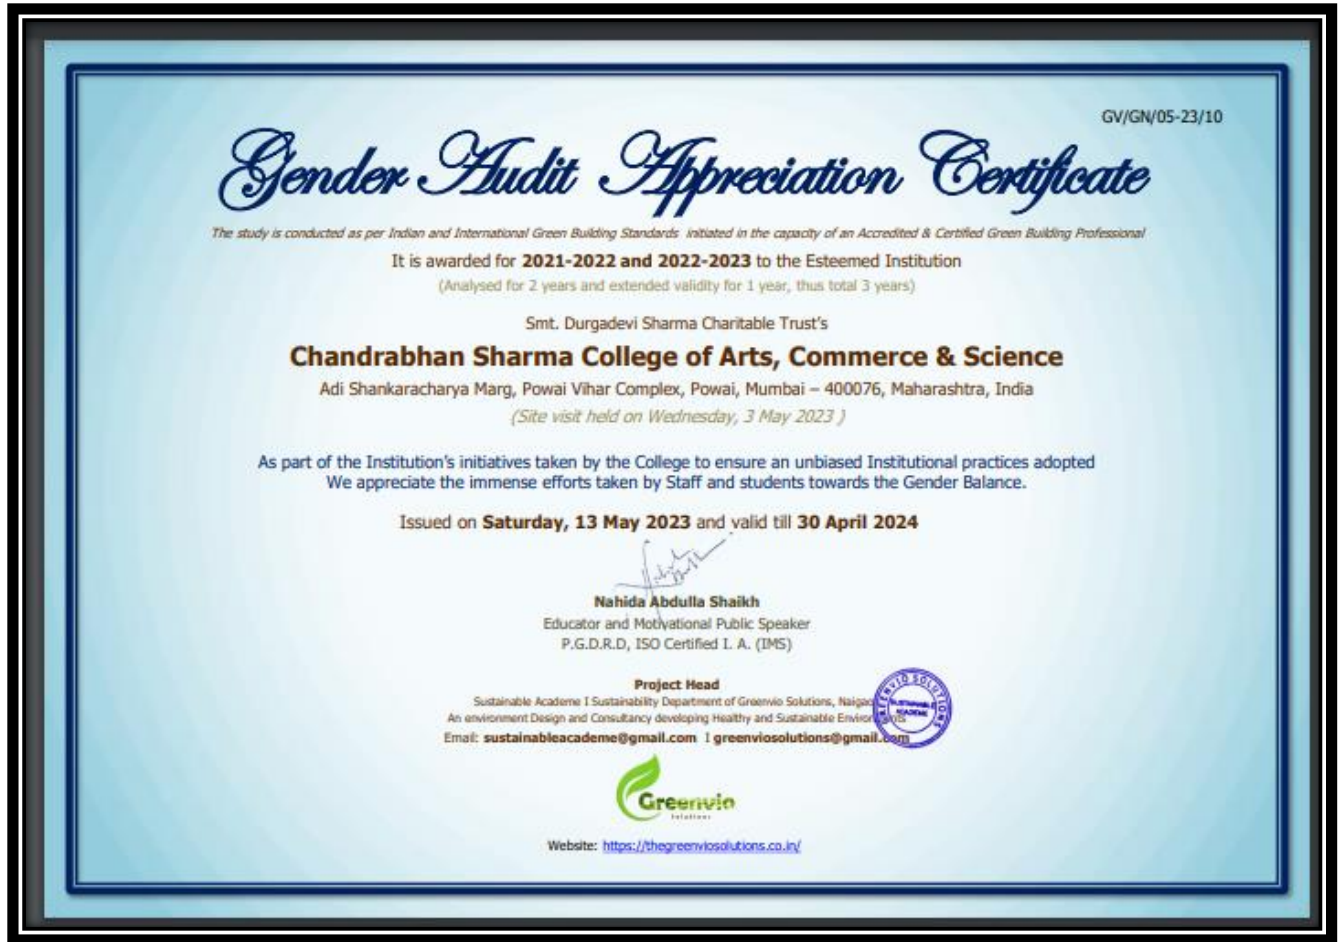 GV/GN/05-23/10
Gender Audit Appreciation Certificate
The study is conducted as per Indian and International Green Building Standards initiated in the capacity of an Accredited & Certified Green Building Professional
It is awarded for 2021-2022 and 2022-2023 to the Esteemed Institution
(Analysed for 2 years and extended validity for 1 year, thus total 3 years)
Smt. Durgadevi Sharma Charitable Trust's
Chandrabhan Sharma College of Arts, Commerce & Science
Adi Shankaracharya Marg, Powai Vihar Complex, Powai, Mumbai – 400076, Maharashtra, India
(Site visit held on Wednesday, 3 May 2023 )
As part of the Institution's initiatives taken by the College to ensure an unbiased Institutional practices adopted
We appreciate the immense efforts taken by Staff and students towards the Gender Balance.
Issued on Saturday, 13 May 2023 and valid till 30 April 2024
Nahida Abdulla Shaikh
Educator and Motivational Public Speaker
P.G.D.R.D, ISO Certified I. A. (IMS)
Project Head
Sustainable Academe I Sustainability Department of Greenvio Solutions,
An environment Design and Consultancy developing Healthy and Sustainable
Email: sustainableacademe@gmail.com I greenviosolutions@gmail.com
GREENVIO SOLUTIONS
SUSTAINABLE
ACADEME
Greenvio
Solutions
Website: https://thegreenviosolutions.co.in/